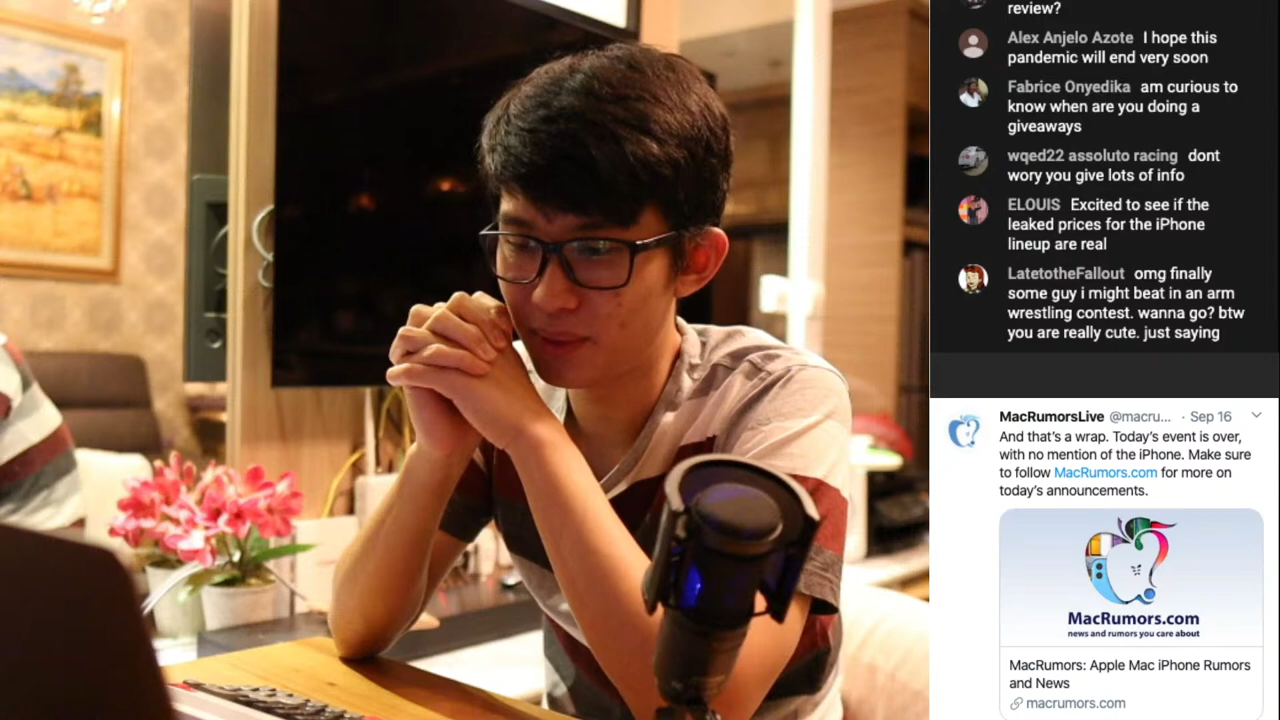 review?
Alex Anjelo Azote I hope this
pandemic will end very soon
Fabrice Onyedika am curious to
know when are you doing a
giveaways
wqed22 assoluto racing dont
wory you give lots of info
ELOUIS Excited to see if the
leaked prices for the iPhone
lineup are real
LatetotheFallout omg finally
some guy i might beat in an arm
wrestling contest. wanna go? btw
you are really cute. just saying
MacRumorsLive @macru... · Sep 16
And that's a wrap. Today's event is over,
with no mention of the iPhone. Make sure
to follow MacRumors.com for more on
today's announcements.
MacRumors.com
news and rumors you care about
MacRumors: Apple Mac iPhone Rumors
and News
macrumors.com